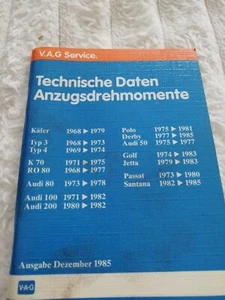 V.A.G Service.
Technische Daten
Anzugsdrehmomente
Käfer 1968 ▶ 1979
Typ 3 1968 ▶ 1973
Typ 4 1969 ▶ 1974
K 70 1971 ▶ 1975
RO 80 1968 ▶ 1977
Audi 80 1973 ▶ 1978
Audi 100 1971 ▶ 1982
Audi 200 1980 ▶ 1982
Polo 1975 ▶ 1981
Derby 1977 ▶ 1985
Audi 50 1975 ▶ 1977
Golf 1974 ▶ 1983
Jetta 1979 ▶ 1983
Passat 1973 ▶ 1980
Santana 1982 ▶ 1985
Ausgabe Dezember 1985
V·A·G